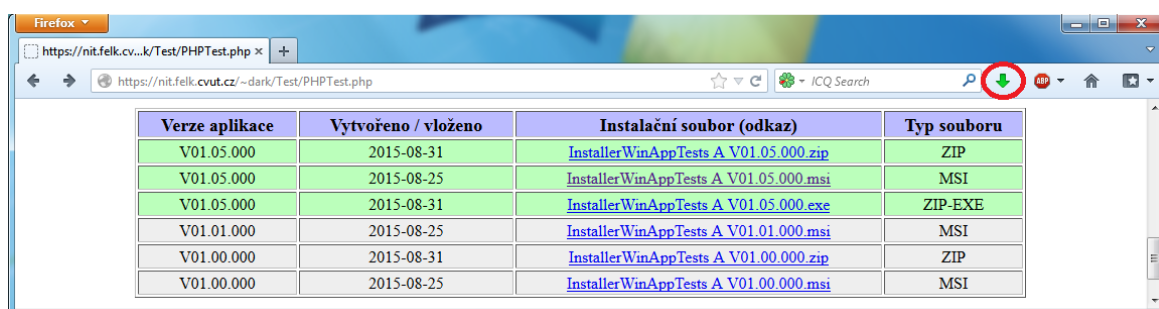 Firefox
https://nit.felk.cv...k/Test/PHPTest.php × +
https://nit.felk.cvut.cz/~dark/Test/PHPTest.php ICQ Search ABP
Verze aplikace Vytvořeno / vloženo Instalační soubor (odkaz) Typ souboru
V01.05.000 2015-08-31 InstallerWinAppTests A V01.05.000.zip ZIP
V01.05.000 2015-08-25 InstallerWinAppTests A V01.05.000.msi MSI
V01.05.000 2015-08-31 InstallerWinAppTests A V01.05.000.exe ZIP-EXE
V01.01.000 2015-08-25 InstallerWinAppTests A V01.01.000.msi MSI
V01.00.000 2015-08-31 InstallerWinAppTests A V01.00.000.zip ZIP
V01.00.000 2015-08-25 InstallerWinAppTests A V01.00.000.msi MSI